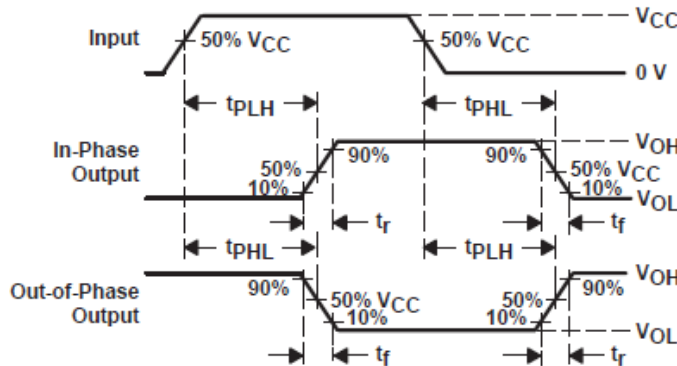 Input
50% VCC
50% VCC
VCC
0 V
tPLH
tPHL
In-Phase
Output
90%
50%
10%
90%
50% VCC
10%
VOH
VOL
tr
tf
tPHL
tPLH
Out-of-Phase
Output
90%
50% VCC
10%
50%
10%
90%
VOH
VOL
tf
tr